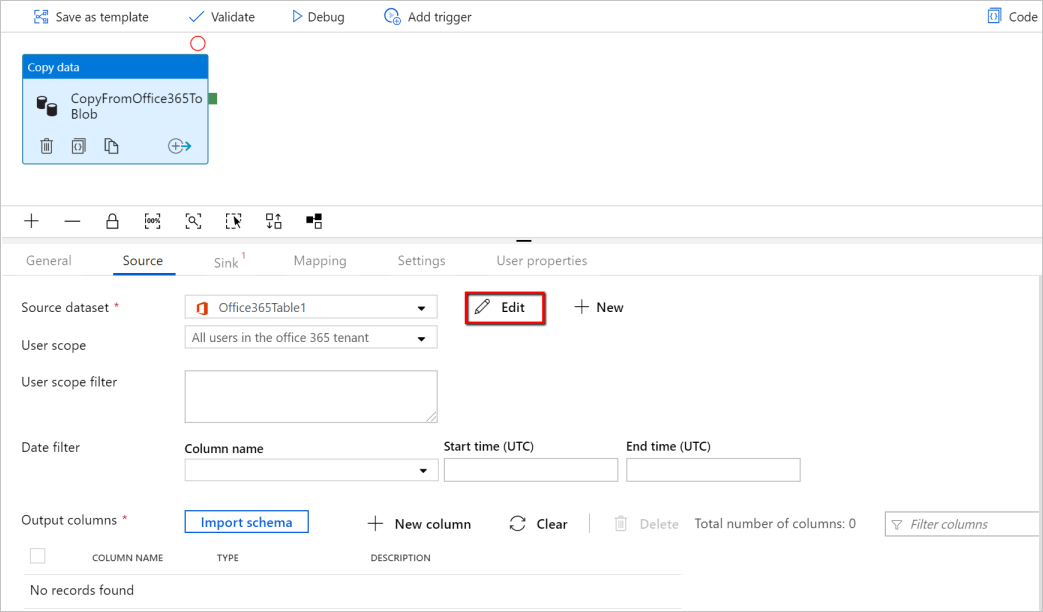 Save as template Validate Debug Add trigger Code
Copy data
CopyFromOffice365To
Blob
100%
General Source Sink 1 Mapping Settings User properties
Source dataset * Office365Table1 Edit New
User scope All users in the office 365 tenant
User scope filter
Date filter Column name Start time (UTC) End time (UTC)
Output columns * Import schema New column Clear Delete Total number of columns: 0 Filter columns
COLUMN NAME TYPE DESCRIPTION
No records found